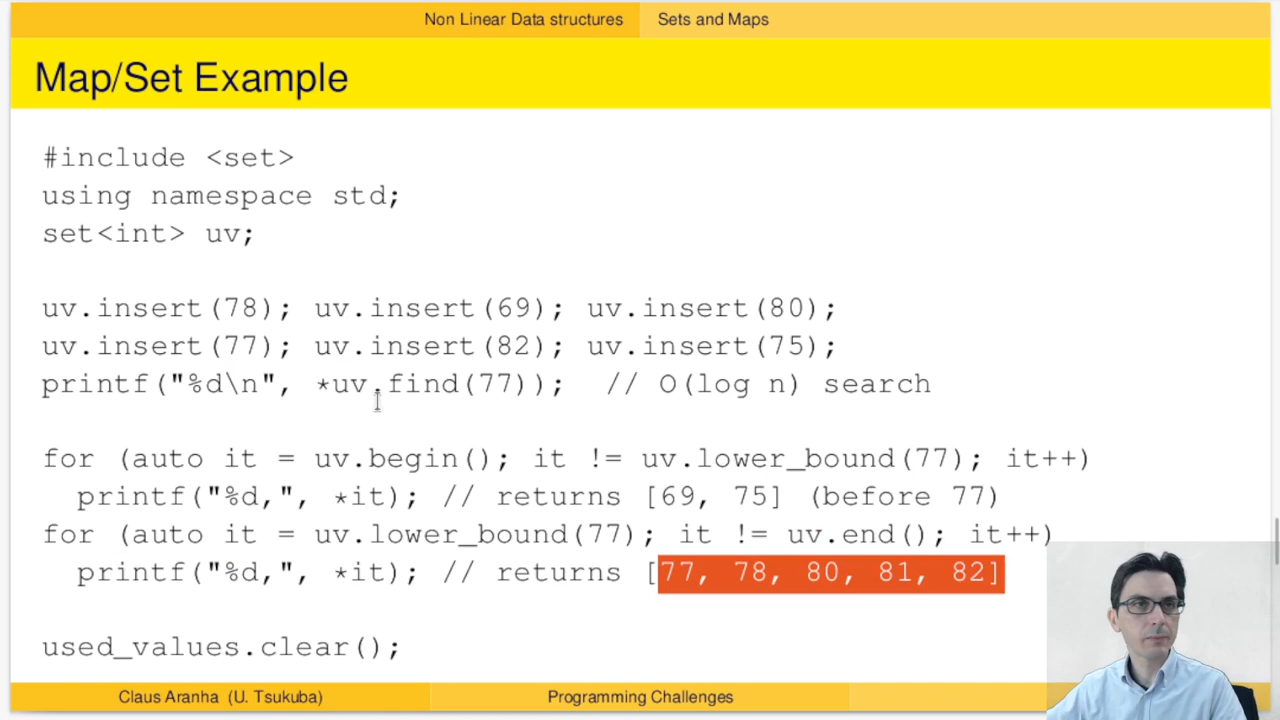 Non Linear Data structures Sets and Maps
Map/Set Example
#include <set>
using namespace std;
set<int> uv;
uv.insert(78); uv.insert(69); uv.insert(80);
uv.insert(77); uv.insert(82); uv.insert(75);
printf("%d\n", *uv.find(77)); // O(log n) search
for (auto it = uv.begin(); it != uv.lower_bound(77); it++)
printf("%d,", *it); // returns [69, 75] (before 77)
for (auto it = uv.lower_bound(77); it != uv.end(); it++)
printf("%d,", *it); // returns [77, 78, 80, 81, 82]
used_values.clear();
Claus Aranha (U. Tsukuba) Programming Challenges